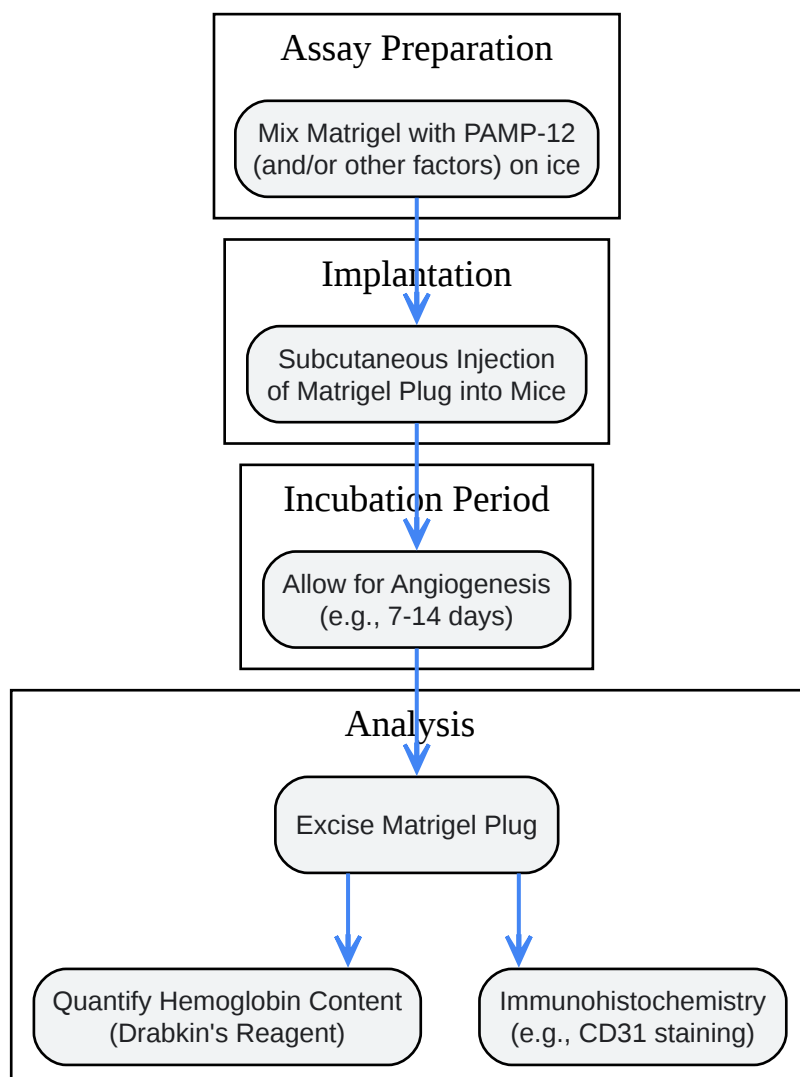 Assay Preparation
Mix Matrigel with PAMP-12
(and/or other factors) on ice
Implantation
Subcutaneous Injection
of Matrigel Plug into Mice
Incubation Period
Allow for Angiogenesis
(e.g., 7-14 days)
Analysis
Excise Matrigel Plug
Quantify Hemoglobin Content
(Drabkin's Reagent)
Immunohistochemistry
(e.g., CD31 staining)